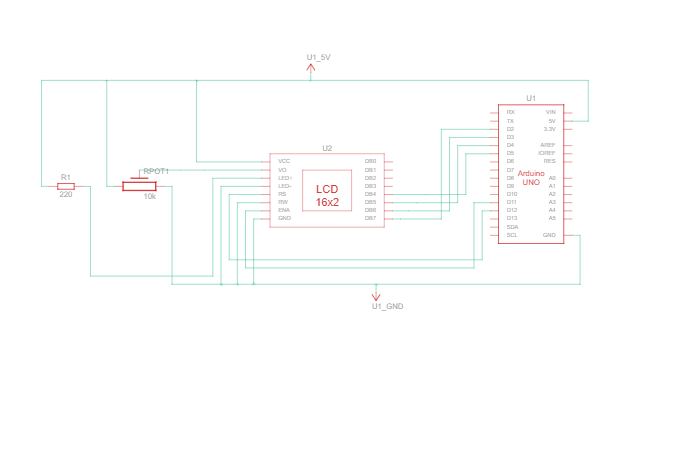 U1_5V
U1
RX
TX
D2
D3
D4
D5
D6
D7
D8
D9
D10
D11
D12
D13
SDA
SCL
VIN
5V
3.3V
AREF
IOREF
RES
A0
A1
A2
A3
A4
A5
GND
Arduino
UNO
U2
VCC
VO
LED+
LED-
RS
RW
ENA
GND
DB0
DB1
DB2
DB3
DB4
DB5
DB6
DB7
LCD
16x2
R1
220
RPOT1
10k
U1_GND